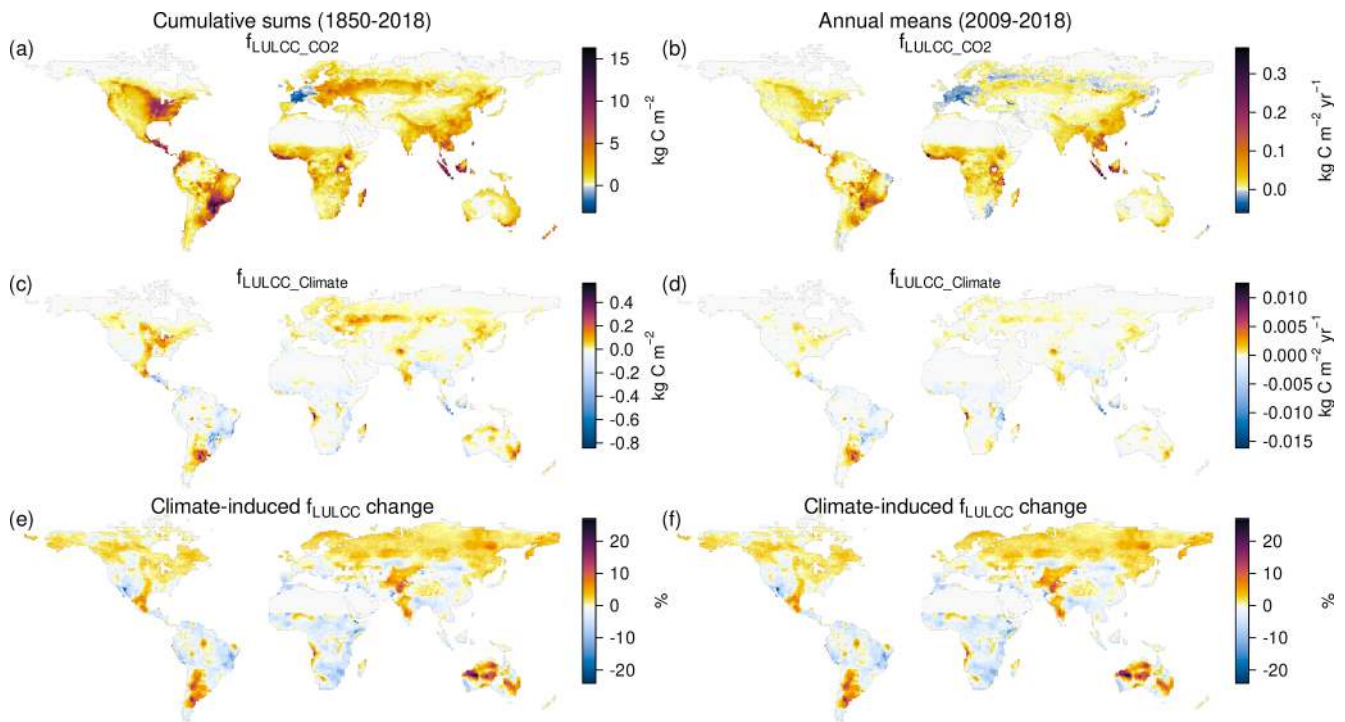 Cumulative sums (1850-2018)
Annual means (2009-2018)
(a)
fLULCC_CO2
15
10
5
0
kg C m−2
(b)
fLULCC_CO2
0.3
0.2
0.1
0.0
kg C m−2 yr−1
(c)
fLULCC_Climate
0.4
0.2
0.0
-0.2
-0.4
-0.6
-0.8
kg C m−2
(d)
fLULCC_Climate
0.010
0.005
0.000
-0.005
-0.010
-0.015
kg C m−2 yr−1
(e)
Climate-induced fLULCC change
20
10
0
-10
-20
%
(f)
Climate-induced fLULCC change
20
10
0
-10
-20
%